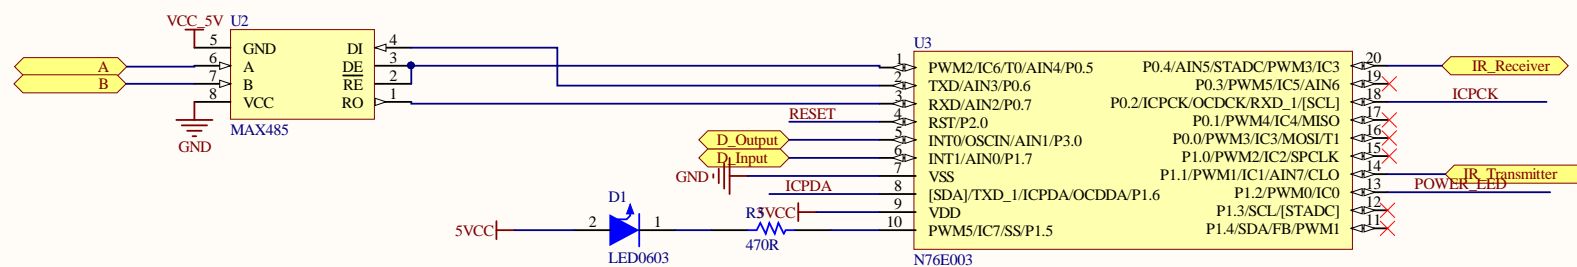 VCC_5V
U2
5 GND
6 A
7 B
8 VCC
DI 4
DE 3
RE 2
RO 1
A
B
GND
MAX485
U3
1 PWM2/IC6/T0/AIN4/P0.5
2 TXD/AIN3/P0.6
3 RXD/AIN2/P0.7
RESET 4 RST/P2.0
D_Output 5 INT0/OSCIN/AIN1/P3.0
D_Input 6 INT1/AIN0/P1.7
GND 7 VSS
ICPDA 8 [SDA]/TXD_1/ICPDA/OCDDA/P1.6
5VCC 9 VDD
10 PWM5/IC7/SS/P1.5
P0.4/AIN5/STADC/PWM3/IC3 20 IR_Receiver
P0.3/PWM5/IC5/AIN6 19
P0.2/ICPCK/OCDCK/RXD_1/[SCL] 18 ICPCK
P0.1/PWM4/IC4/MISO 17
P0.0/PWM3/IC3/MOSI/T1 16
P1.0/PWM2/IC2/SPCLK 15
P1.1/PWM1/IC1/AIN7/CLO 14 IR_Transmitter
P1.2/PWM0/IC0 13 POWER_LED
P1.3/SCL/[STADC] 12
P1.4/SDA/FB/PWM1 11
N76E003
5VCC
2
D1
1
LED0603
470R